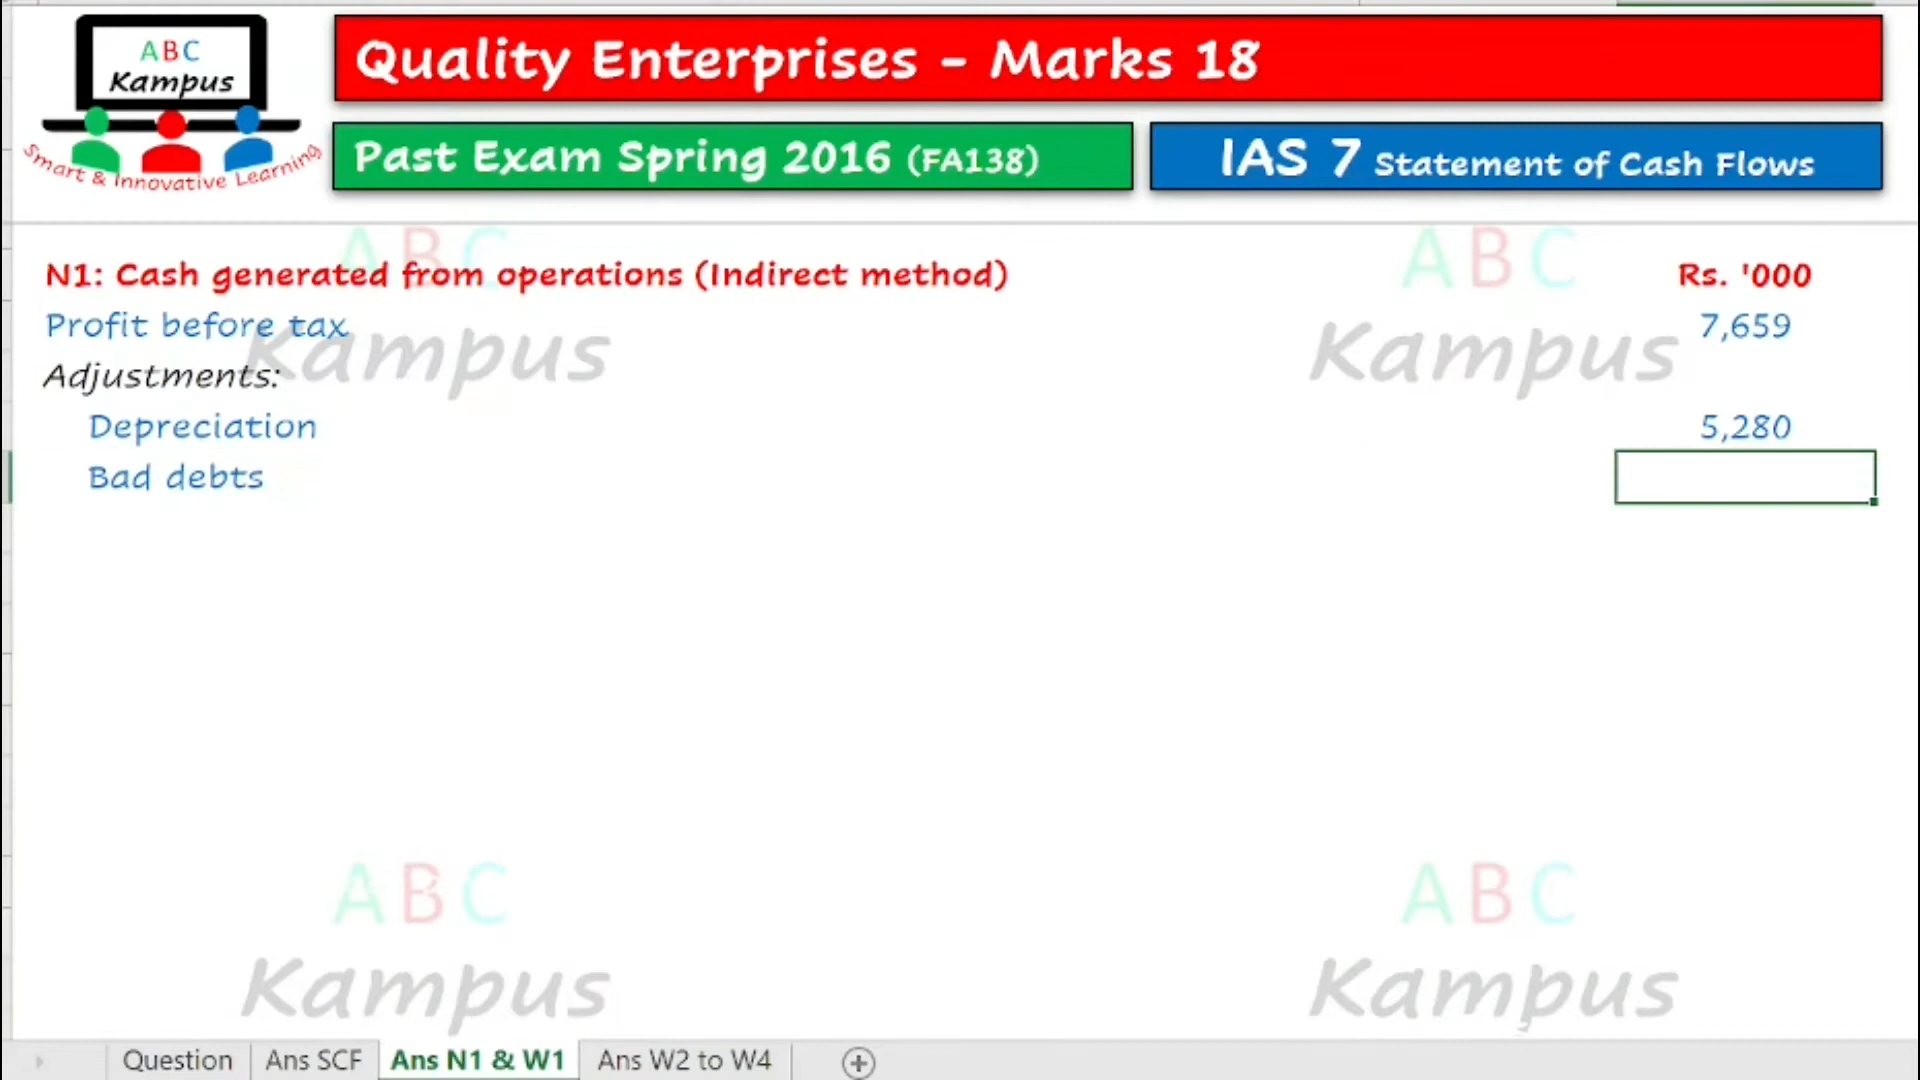 ABC
Kampus
Smart & Innovative Learning
Quality Enterprises - Marks 18
Past Exam Spring 2016 (FA138)
IAS 7 Statement of Cash Flows
ABC
Kampus
ABC
Kampus
N1: Cash generated from operations (Indirect method) Rs. '000
Profit before tax 7,659
Adjustments:
Depreciation 5,280
Bad debts
ABC
Kampus
ABC
Kampus
Question Ans SCF Ans N1 & W1 Ans W2 to W4